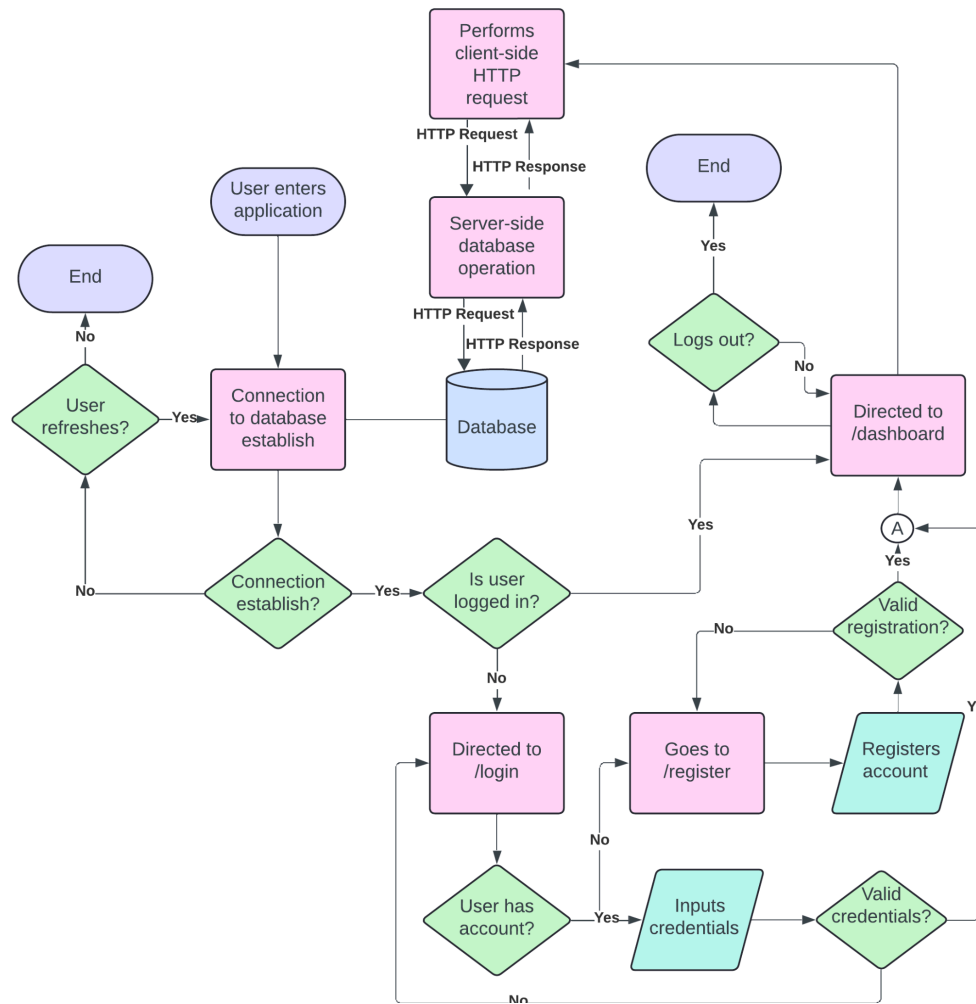 Performs
client-side
HTTP
request
HTTP Request
HTTP Response
End
User enters
application
Server-side
database
operation
Yes
End
HTTP Request
HTTP Response
No
Logs out?
No
User
refreshes?
Yes
Connection
to database
establish
Database
Directed to
/dashboard
Yes
A
Yes
No
Connection
establish?
Yes
Is user
logged in?
Valid
registration?
No
No
Y
Directed to
/login
Goes to
/register
Registers
account
No
User has
account?
Yes
Inputs
credentials
Valid
credentials?
No